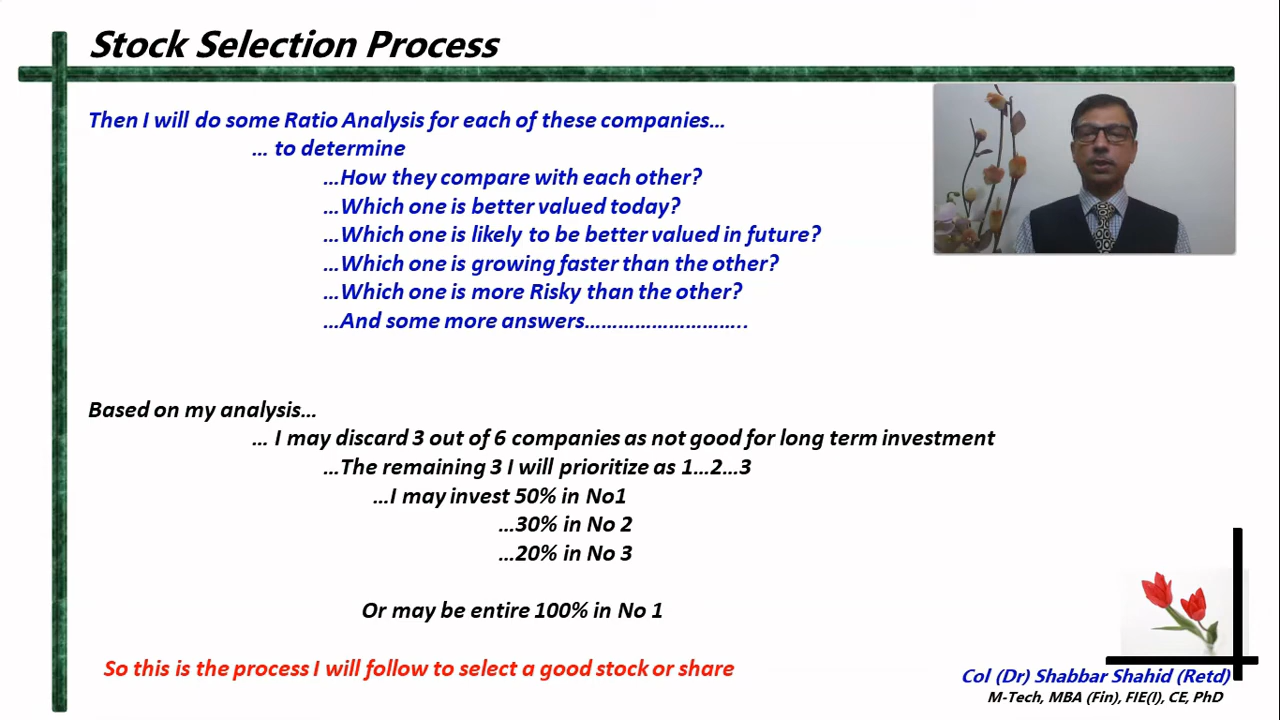 Stock Selection Process
Then I will do some Ratio Analysis for each of these companies...
... to determine
...How they compare with each other?
...Which one is better valued today?
...Which one is likely to be better valued in future?
...Which one is growing faster than the other?
...Which one is more Risky than the other?
...And some more answers...........................
Based on my analysis...
... I may discard 3 out of 6 companies as not good for long term investment
...The remaining 3 I will prioritize as 1...2...3
...I may invest 50% in No1
...30% in No 2
...20% in No 3
Or may be entire 100% in No 1
So this is the process I will follow to select a good stock or share
Col (Dr) Shabbar Shahid (Retd)
M-Tech, MBA (Fin), FIE(I), CE, PhD